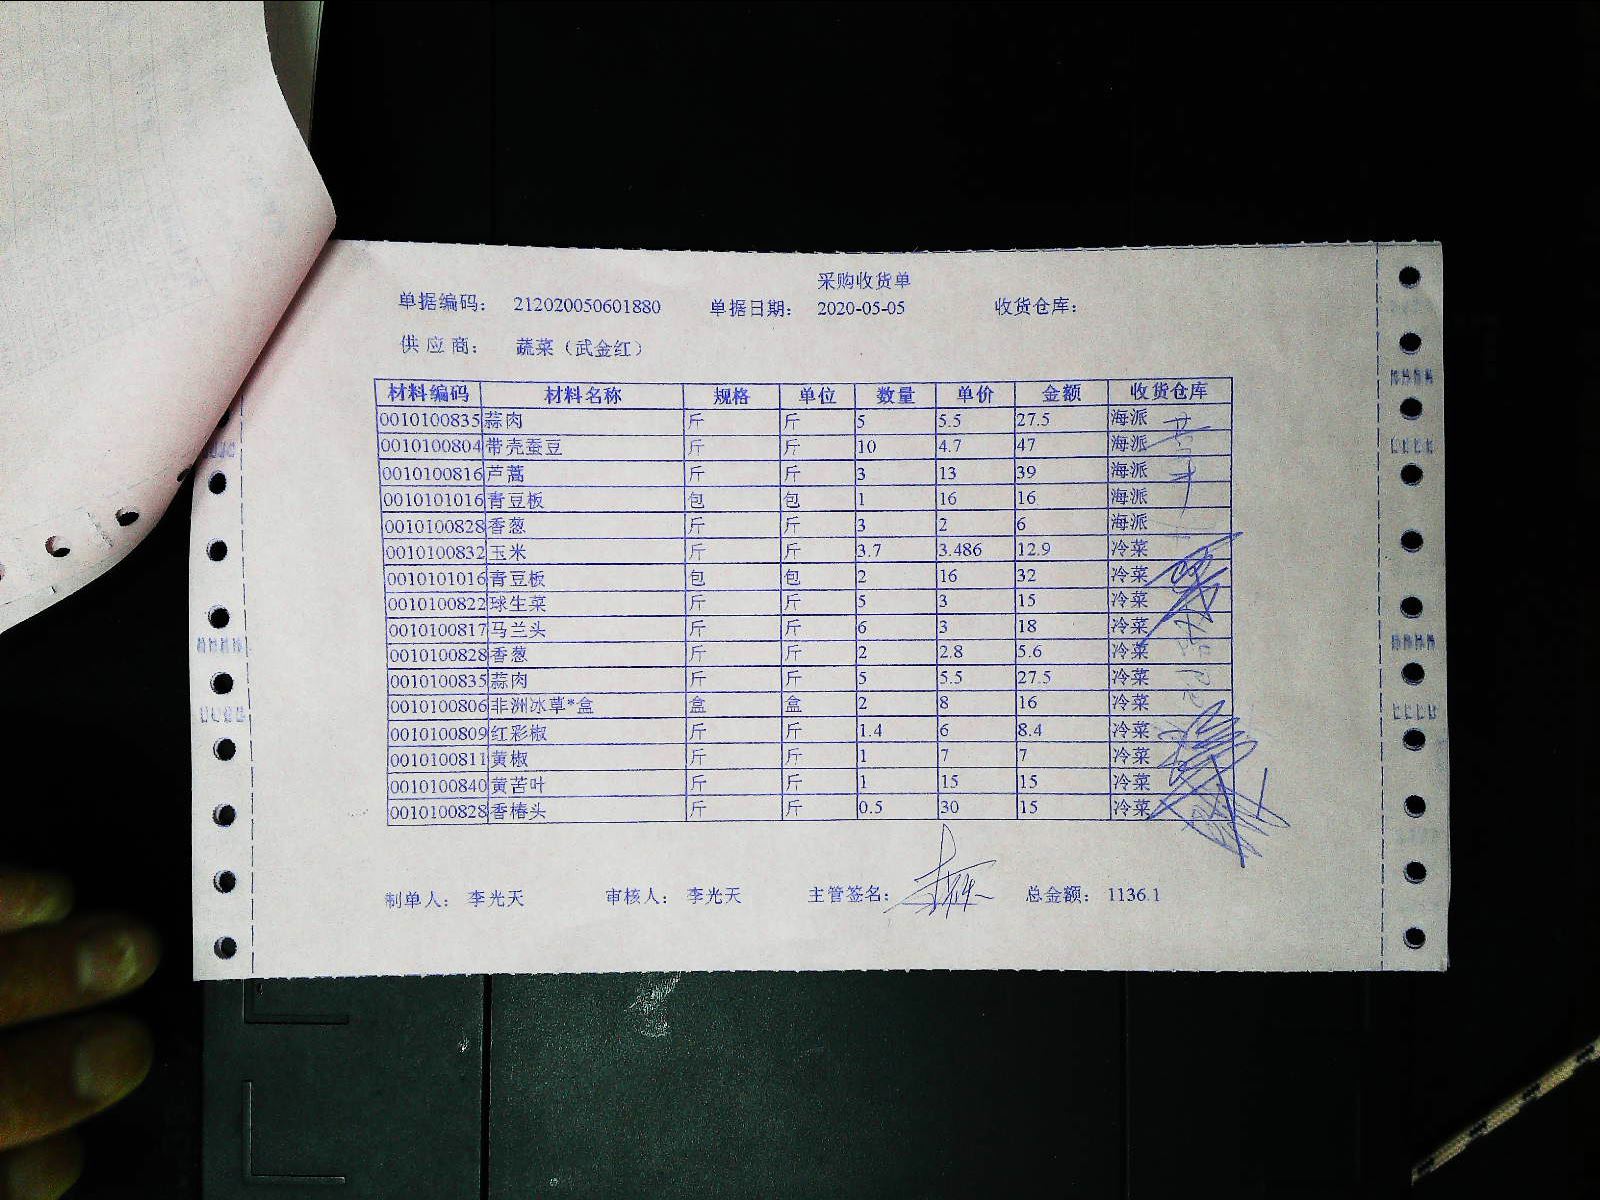 采购收货单
单据编码: 212020050601880 单据日期: 2020-05-05 收货仓库:
供应商: 蔬菜（武金红）
材料编码 材料名称 规格 单位 数量 单价 金额 收货仓库
0010100835 蒜肉 斤 斤 5 5.5 27.5 海派
0010100804 带壳蚕豆 斤 斤 10 4.7 47 海派
0010100816 芦蒿 斤 斤 3 13 39 海派
0010101016 青豆板 包 包 1 16 16 海派
0010100828 香葱 斤 斤 3 2 6 海派
0010100832 玉米 斤 斤 3.7 3.486 12.9 冷菜
0010101016 青豆板 包 包 2 16 32 冷菜
0010100822 球生菜 斤 斤 5 3 15 冷菜
0010100817 马兰头 斤 斤 6 3 18 冷菜
0010100828 香葱 斤 斤 2 2.8 5.6 冷菜
0010100835 蒜肉 斤 斤 5 5.5 27.5 冷菜
0010100806 非洲冰草*盒 盒 盒 2 8 16 冷菜
0010100809 红彩椒 斤 斤 1.4 6 8.4 冷菜
0010100811 黄椒 斤 斤 1 7 7 冷菜
0010100840 黄苦叶 斤 斤 1 15 15 冷菜
0010100828 香椿头 斤 斤 0.5 30 15 冷菜
制单人: 李光天 审核人: 李光天 主管签名: 总金额: 1136.1